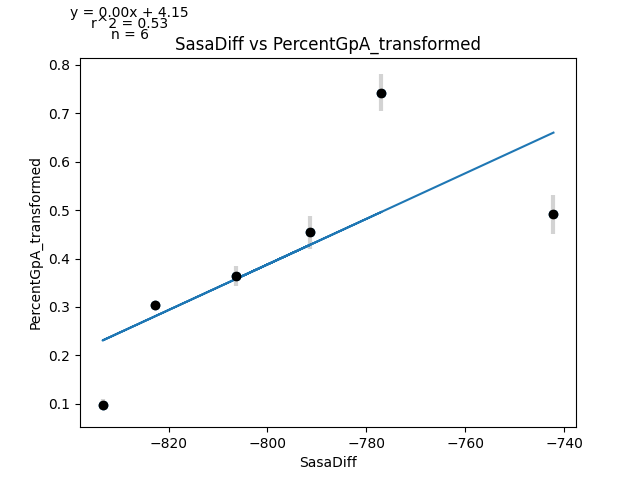 y = 0.00x + 4.15
r^2 = 0.53
n = 6
SasaDiff vs PercentGpA_transformed
PercentGpA_transformed
0.8
0.7
0.6
0.5
0.4
0.3
0.2
0.1
−820 −800 −780 −760 −740
SasaDiff